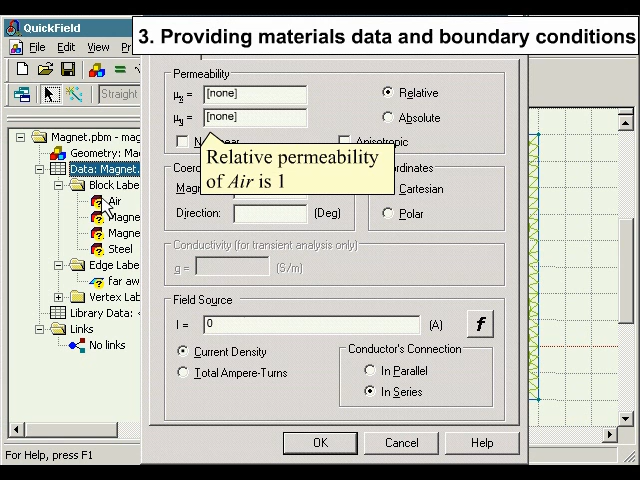 QuickField
3. Providing materials data and boundary conditions
File Edit View
Straight
Magnet.pbm - mag
Geometry: Mag
Data: Magnet.
Block Labe
Air
Magne
Magne
Steel
Edge Labe
far aw
Vertex Lab
Library Data: <
Links
No links
Permeability
μx = [none]
μy = [none]
Relative
Absolute
Anisotropic
Relative permeability
of Air is 1
Coor
Magn
Direction: (Deg)
ordinates
Cartesian
Polar
Conductivity (for transient analysis only)
g = (S/m)
Field Source
I = 0 (A) f
Current Density
Total Ampere-Turns
Conductor's Connection
In Parallel
In Series
OK Cancel Help
For Help, press F1